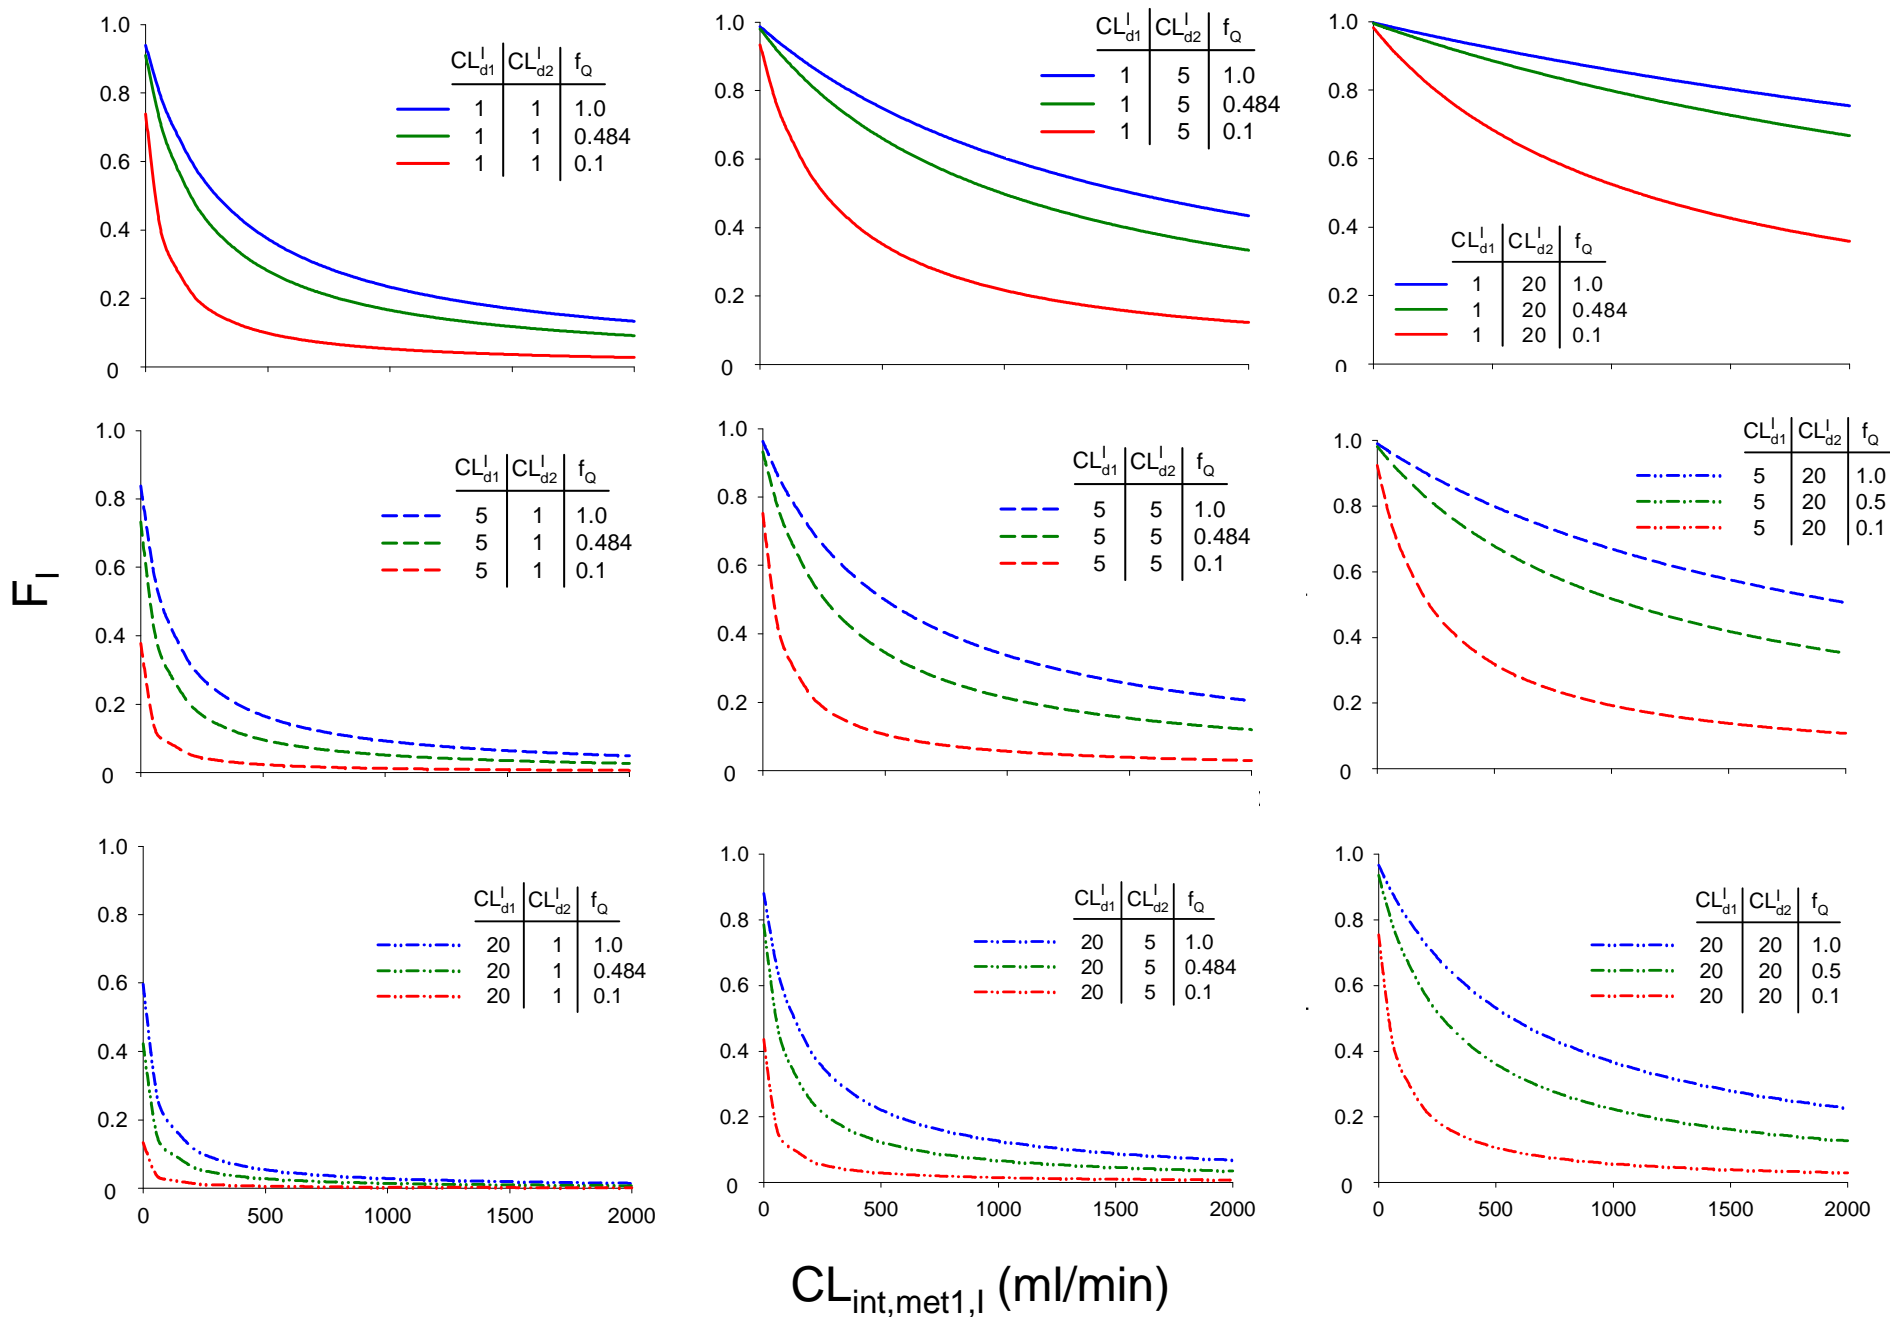 1.0
0.8
0.6
0.4
0.2
0
CL^I_d1 CL^I_d2 f_Q
1 1 1.0
1 1 0.484
1 1 0.1
1.0
0.8
0.6
0.4
0.2
0
CL^I_d1 CL^I_d2 f_Q
1 5 1.0
1 5 0.484
1 5 0.1
1.0
0.8
0.6
0.4
0.2
0
CL^I_d1 CL^I_d2 f_Q
1 20 1.0
1 20 0.484
1 20 0.1
F_I
1.0
0.8
0.6
0.4
0.2
0
CL^I_d1 CL^I_d2 f_Q
5 1 1.0
5 1 0.484
5 1 0.1
1.0
0.8
0.6
0.4
0.2
0
CL^I_d1 CL^I_d2 f_Q
5 5 1.0
5 5 0.484
5 5 0.1
1.0
0.8
0.6
0.4
0.2
0
CL^I_d1 CL^I_d2 f_Q
5 20 1.0
5 20 0.5
5 20 0.1
1.0
0.8
0.6
0.4
0.2
0
CL^I_d1 CL^I_d2 f_Q
20 1 1.0
20 1 0.484
20 1 0.1
0 500 1000 1500 2000
1.0
0.8
0.6
0.4
0.2
0
CL^I_d1 CL^I_d2 f_Q
20 5 1.0
20 5 0.484
20 5 0.1
0 500 1000 1500 2000
1.0
0.8
0.6
0.4
0.2
0
CL^I_d1 CL^I_d2 f_Q
20 20 1.0
20 20 0.5
20 20 0.1
0 500 1000 1500 2000
CL_int,met1,I (ml/min)